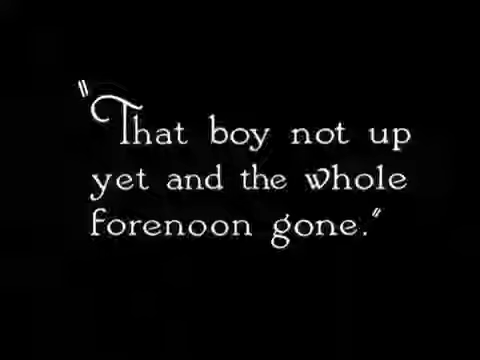 "That boy not up
yet and the whole
forenoon gone."